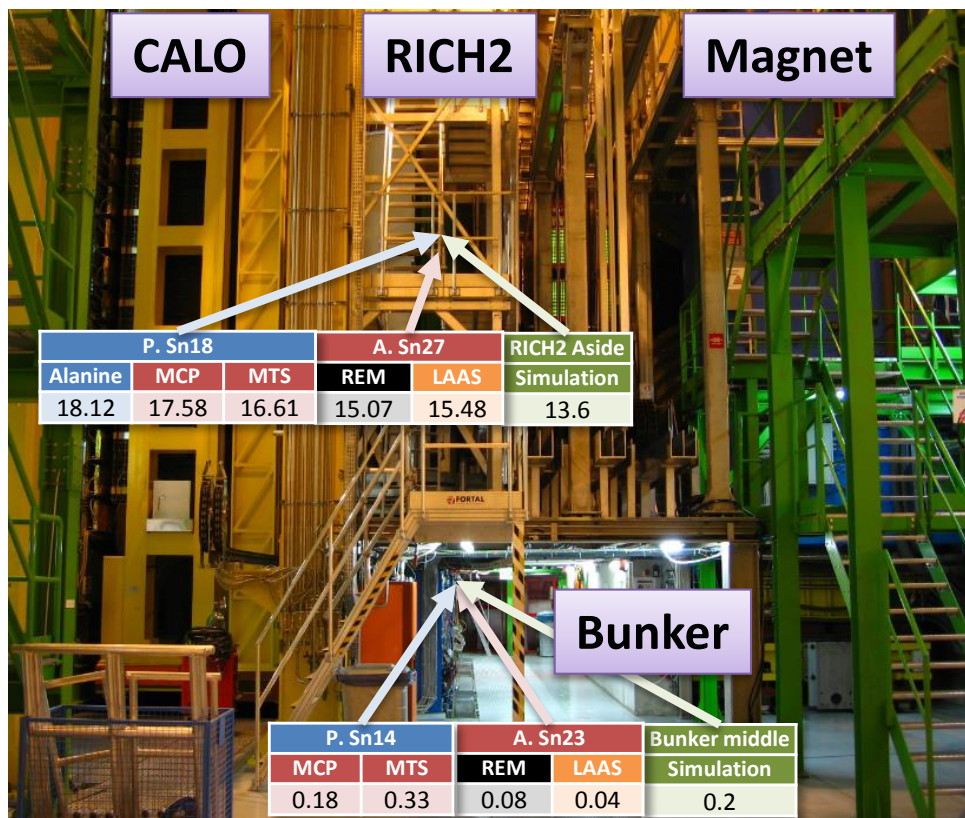 CALO RICH2 Magnet
P. Sn18 A. Sn27 RICH2 Aside
Alanine MCP MTS REM LAAS Simulation
18.12 17.58 16.61 15.07 15.48 13.6
FORTAL
Bunker
P. Sn14 A. Sn23 Bunker middle
MCP MTS REM LAAS Simulation
0.18 0.33 0.08 0.04 0.2